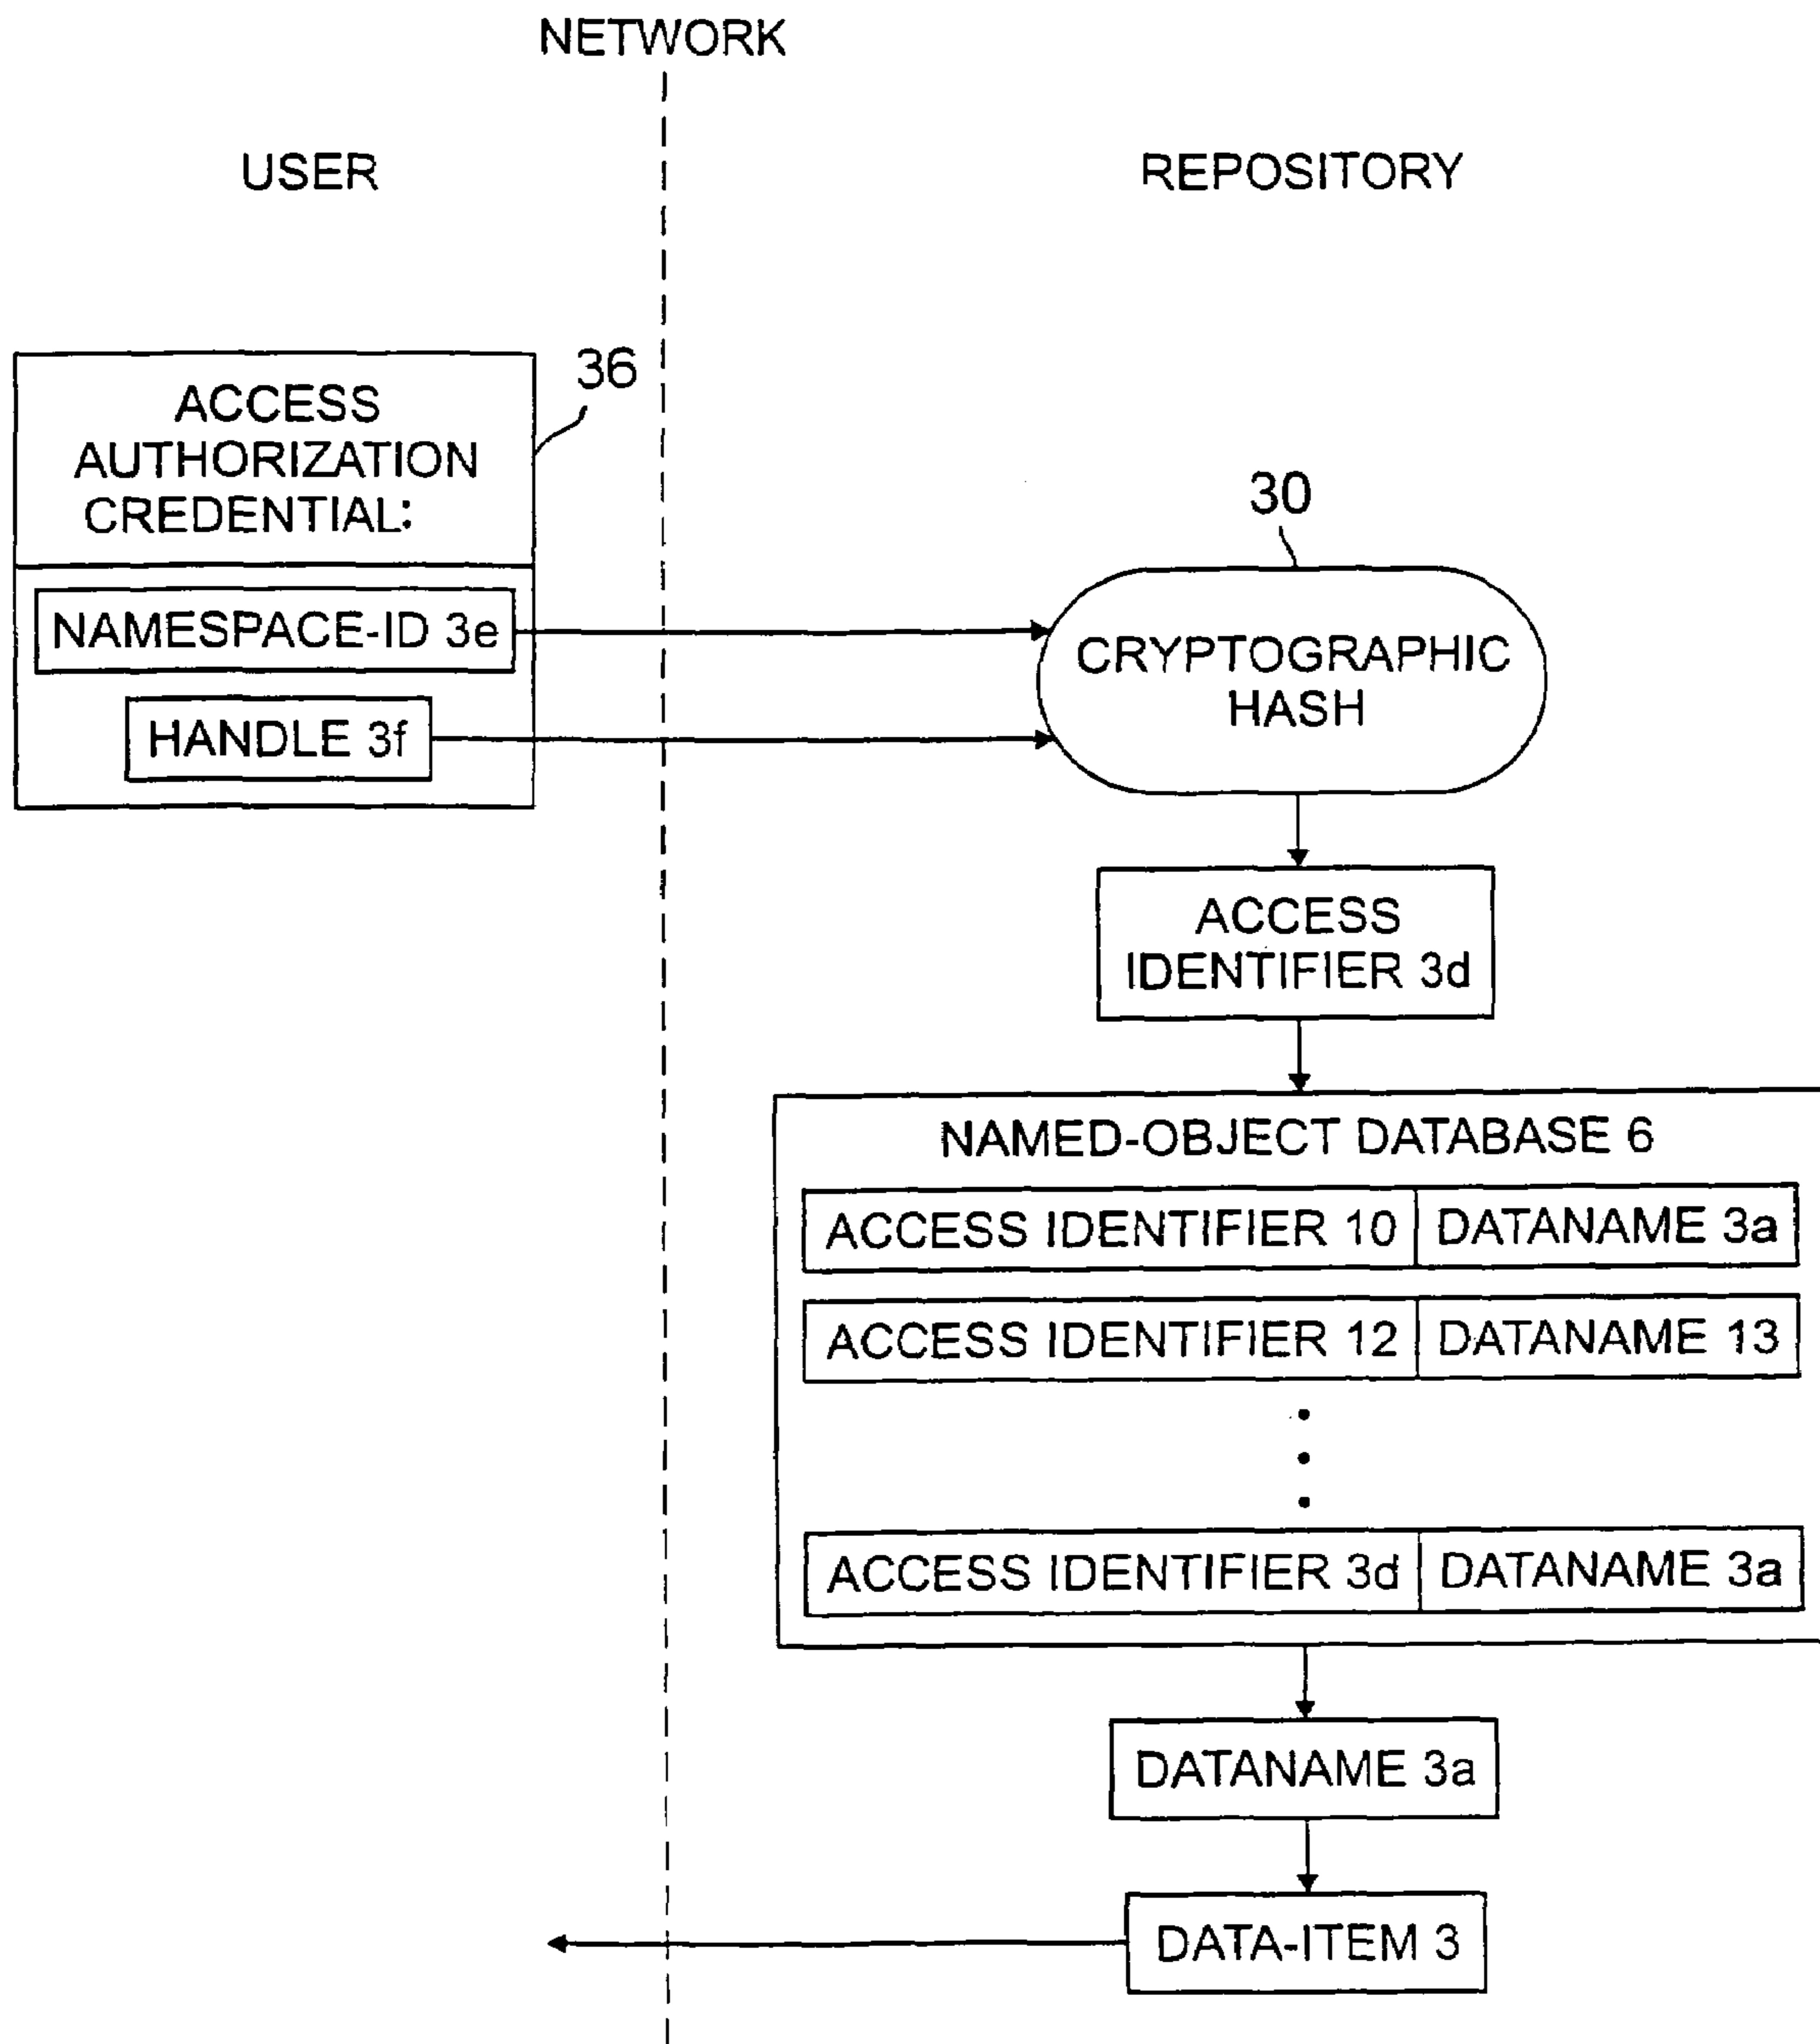 NETWORK
USER
REPOSITORY
36
ACCESS
AUTHORIZATION
CREDENTIAL:
NAMESPACE-ID 3e
HANDLE 3f
30
CRYPTOGRAPHIC
HASH
ACCESS
IDENTIFIER 3d
NAMED-OBJECT DATABASE 6
ACCESS IDENTIFIER 10 DATANAME 3a
ACCESS IDENTIFIER 12 DATANAME 13
ACCESS IDENTIFIER 3d DATANAME 3a
DATANAME 3a
DATA-ITEM 3